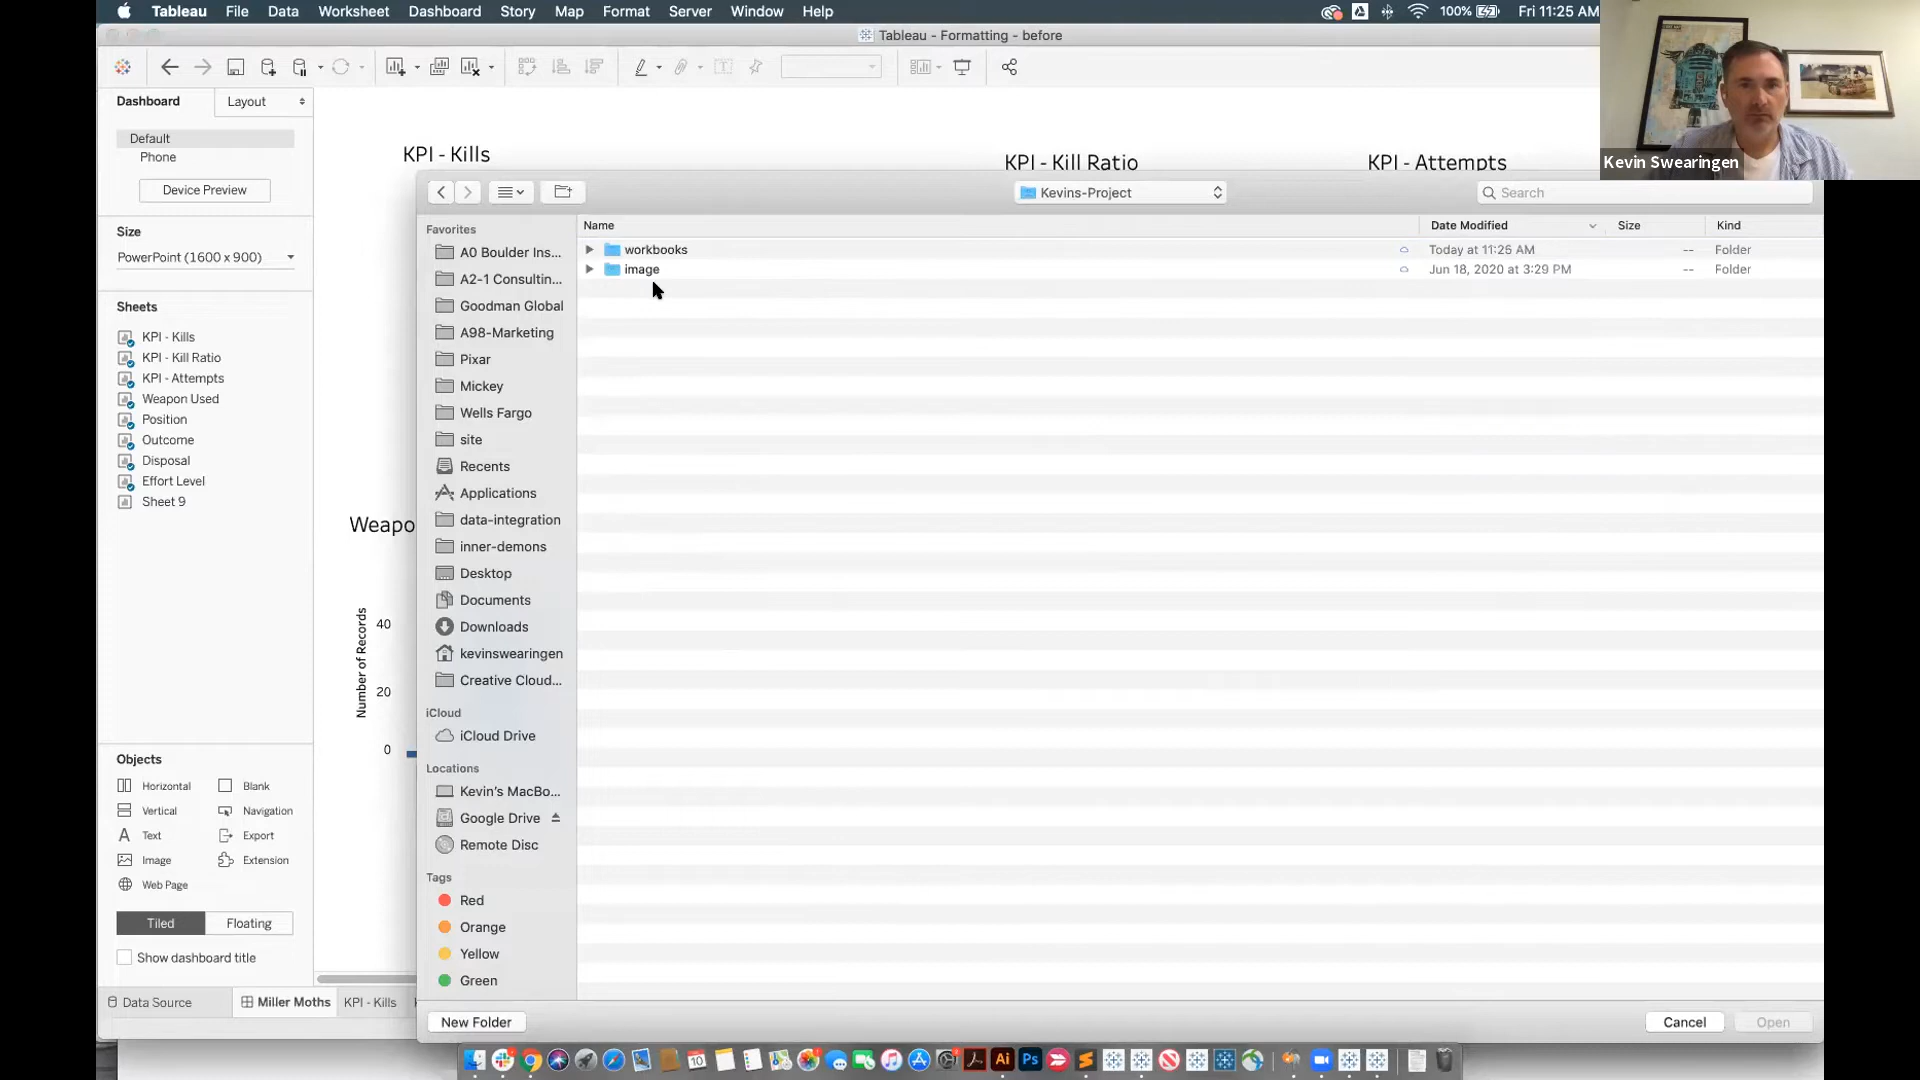 Tableau File Data Worksheet Dashboard Story Map Format Server Window Help 100% Fri 11:25 AM
Tableau - Formatting - before
Dashboard Layout
Default
Phone
Device Preview
Size
PowerPoint (1600 x 900)
Sheets
KPI - Kills
KPI - Kill Ratio
KPI - Attempts
Weapon Used
Position
Outcome
Disposal
Effort Level
Sheet 9
Objects
Horizontal Blank
Vertical Navigation
Text Export
Image Extension
Web Page
Tiled Floating
Show dashboard title
Data Source Miller Moths KPI - Kills
KPI - Kills
KPI - Kill Ratio
KPI - Attempts
Weapo
Number of Records
40
20
0
Kevins-Project
Search
Favorites
A0 Boulder Ins...
A2-1 Consultin...
Goodman Global
A98-Marketing
Pixar
Mickey
Wells Fargo
site
Recents
Applications
data-integration
inner-demons
Desktop
Documents
Downloads
kevinswearingen
Creative Cloud...
iCloud
iCloud Drive
Locations
Kevin's MacBo...
Google Drive
Remote Disc
Tags
Red
Orange
Yellow
Green
Name Date Modified Size Kind
workbooks Today at 11:25 AM -- Folder
image Jun 18, 2020 at 3:29 PM -- Folder
New Folder
Cancel Open
Kevin Swearingen
10
Ai Ps